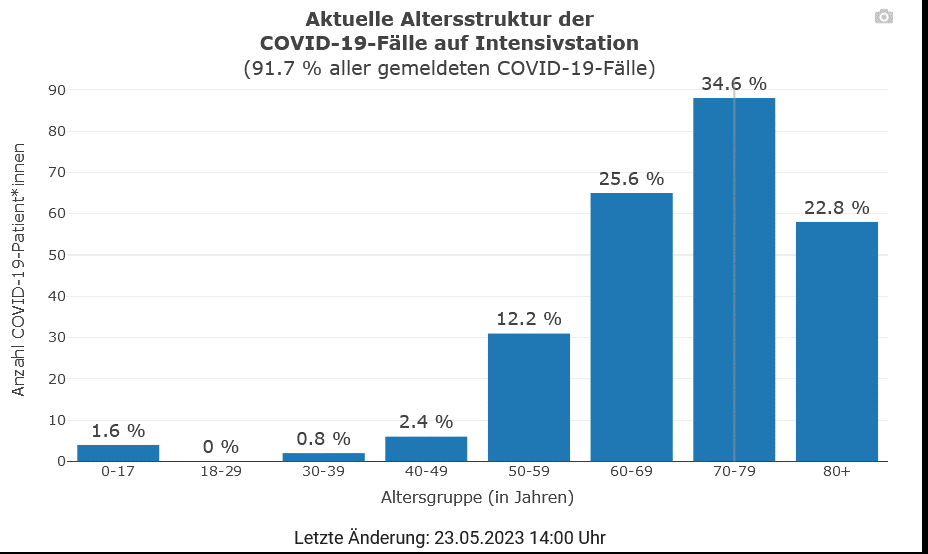 Aktuelle Altersstruktur der
COVID-19-Fälle auf Intensivstation
(91.7 % aller gemeldeten COVID-19-Fälle)
Anzahl COVID-19-Patient*innen
90
80
70
60
50
40
30
20
10
0
1.6 %
0 %
0.8 %
2.4 %
12.2 %
25.6 %
34.6 %
22.8 %
0-17 18-29 30-39 40-49 50-59 60-69 70-79 80+
Altersgruppe (in Jahren)
Letzte Änderung: 23.05.2023 14:00 Uhr